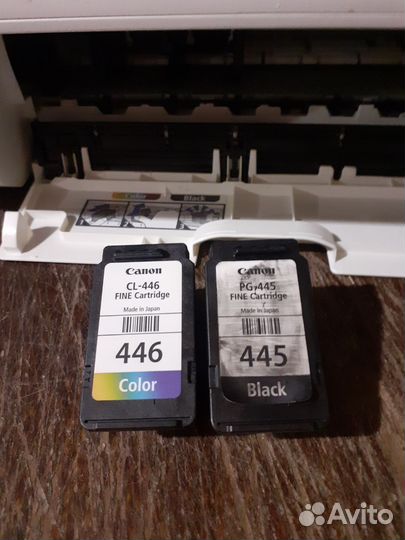 Color
Black
Canon
CL-446
FINE Cartridge
Made in Japan
446
Color
Canon
PG-445
FINE Cartridge
Made in Japan
445
Black
Avito